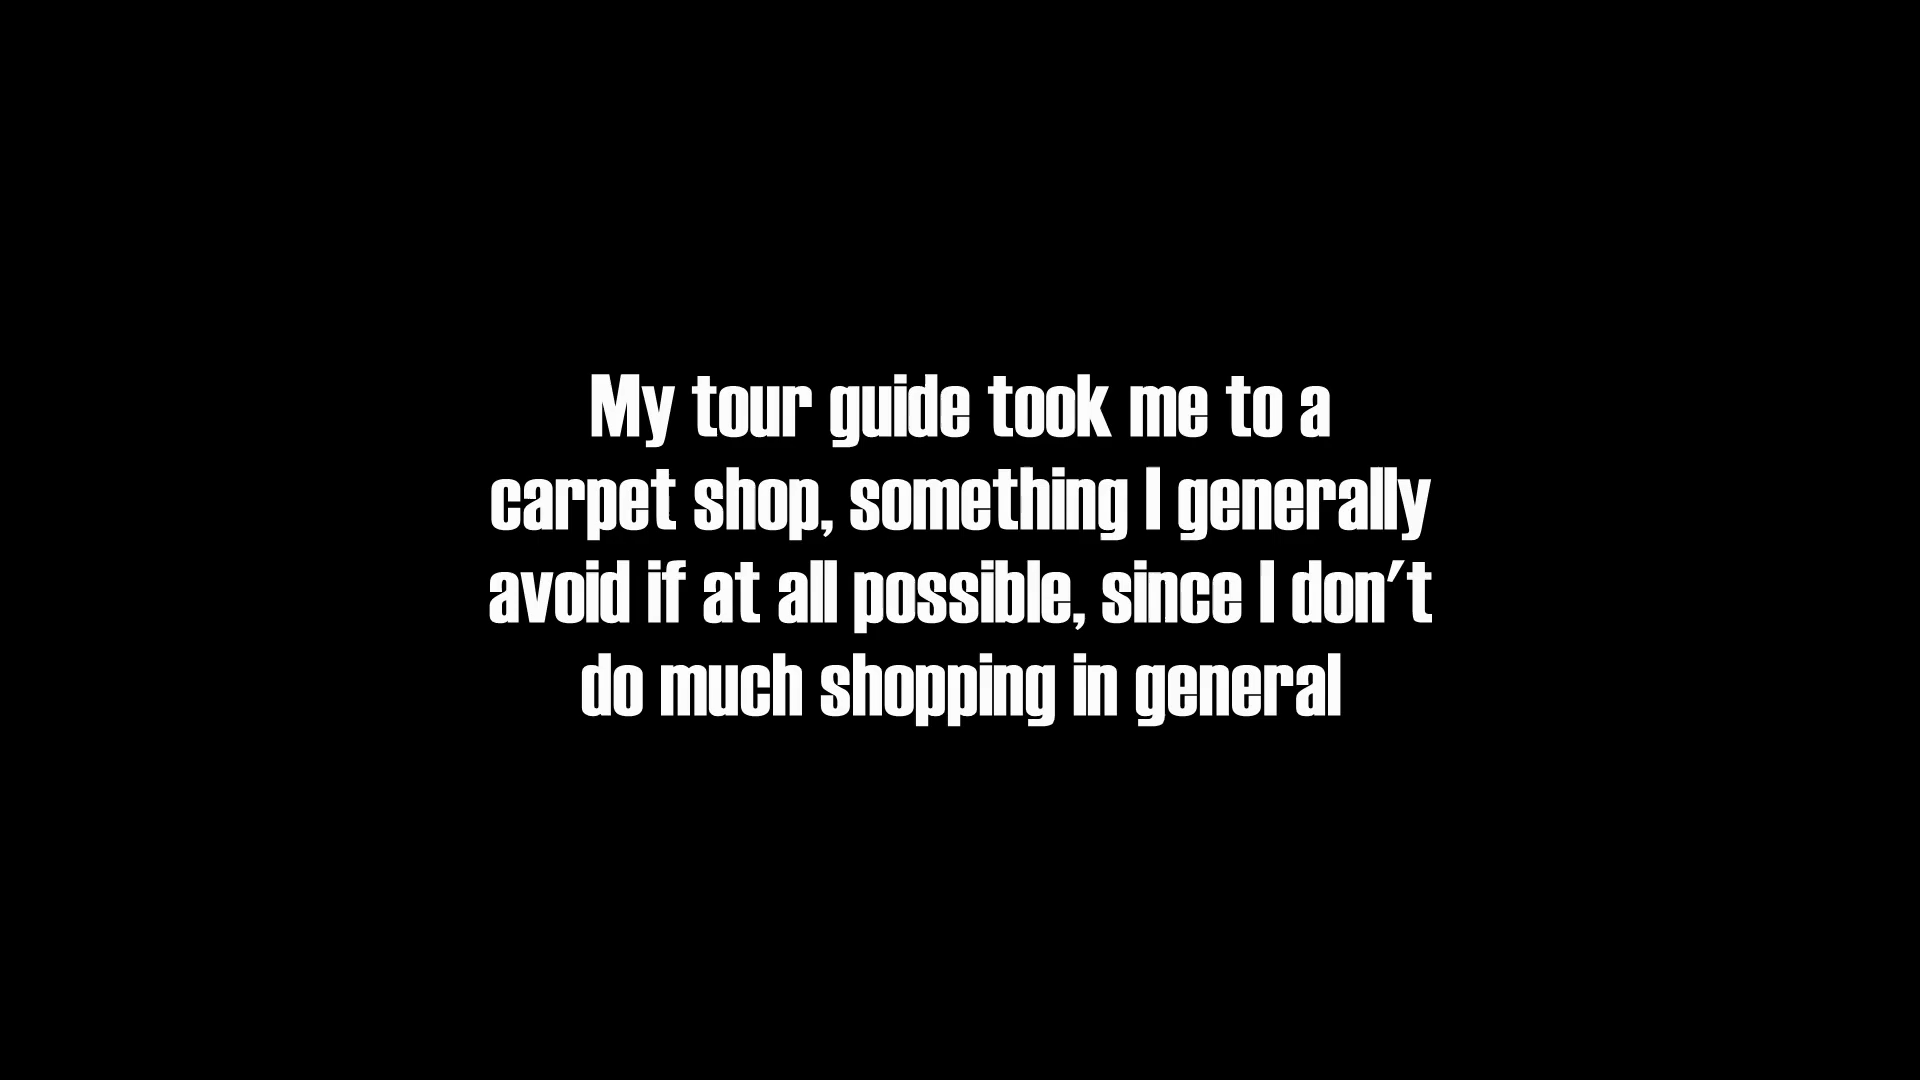 My tour guide took me to a
carpet shop, something I generally
avoid if at all possible, since I don't
do much shopping in general